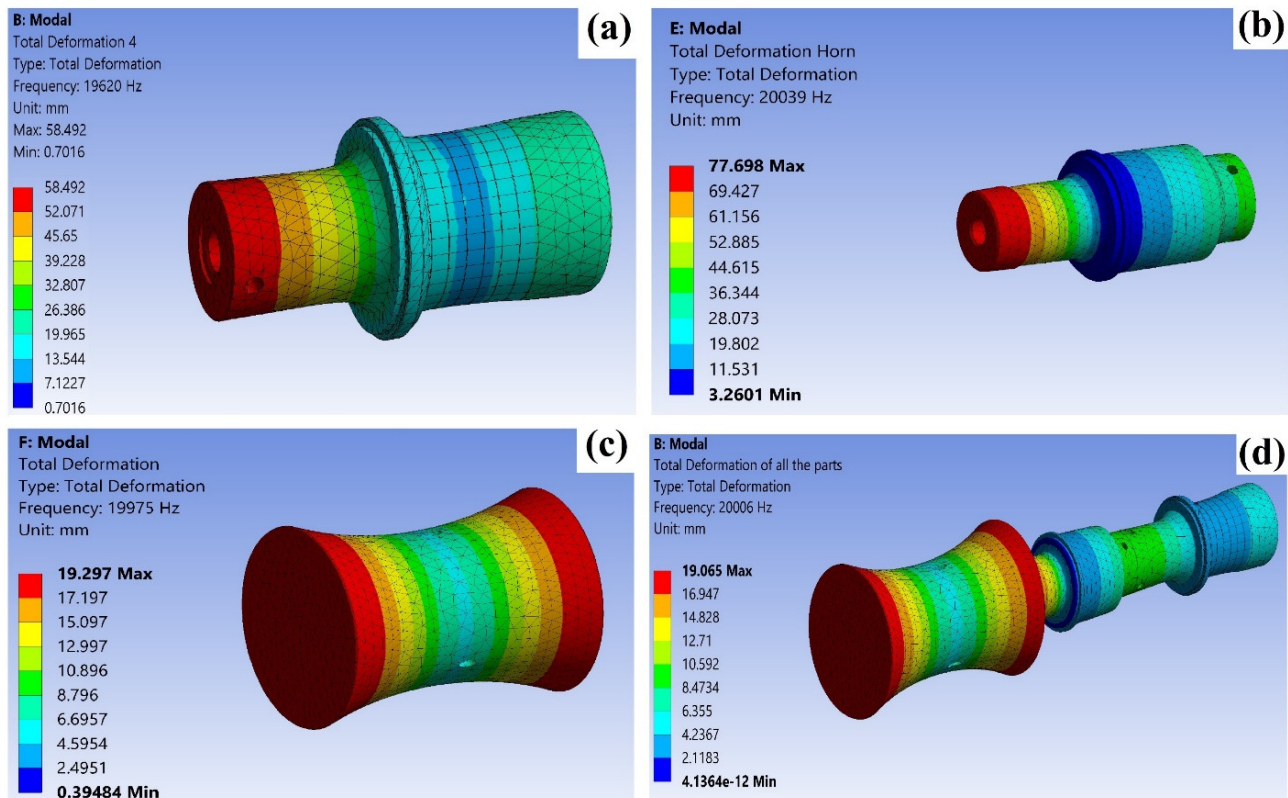 B: Modal
Total Deformation 4
Type: Total Deformation
Frequency: 19620 Hz
Unit: mm
Max: 58.492
Min: 0.7016
58.492
52.071
45.65
39.228
32.807
26.386
19.965
13.544
7.1227
0.7016
(a)
E: Modal
Total Deformation Horn
Type: Total Deformation
Frequency: 20039 Hz
Unit: mm
77.698 Max
69.427
61.156
52.885
44.615
36.344
28.073
19.802
11.531
3.2601 Min
(b)
F: Modal
Total Deformation
Type: Total Deformation
Frequency: 19975 Hz
Unit: mm
19.297 Max
17.197
15.097
12.997
10.896
8.796
6.6957
4.5954
2.4951
0.39484 Min
(c)
B: Modal
Total Deformation of all the parts
Type: Total Deformation
Frequency: 20006 Hz
Unit: mm
19.065 Max
16.947
14.828
12.71
10.592
8.4734
6.355
4.2367
2.1183
4.1364e-12 Min
(d)